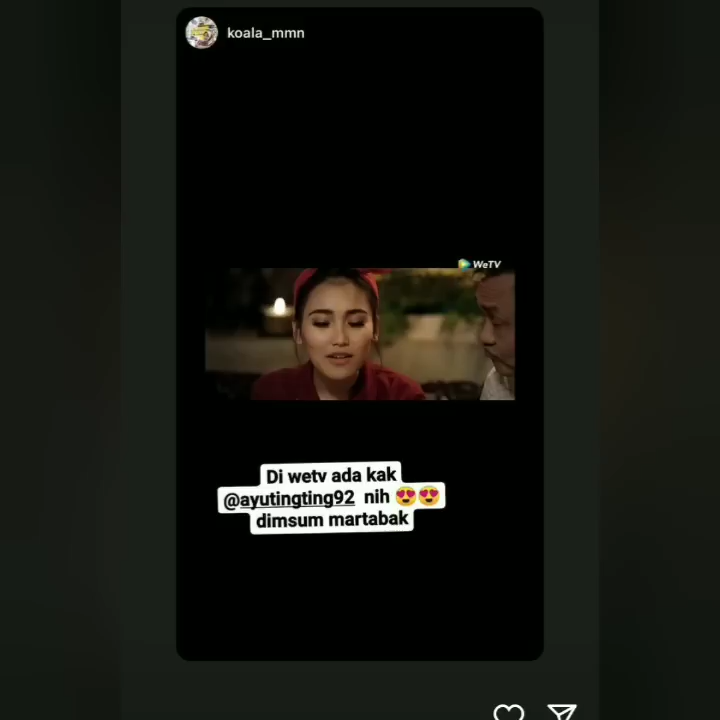 koala_mmn
WeTV
Di wetv ada kak
@ayutingting92 nih 😍😍
dimsum martabak